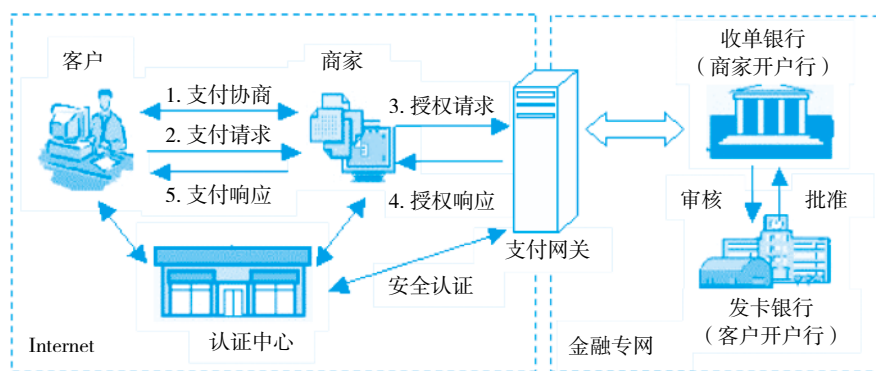 客户
商家
收单银行
（商家开户行）
1. 支付协商
3. 授权请求
2. 支付请求
5. 支付响应
4. 授权响应
审核
批准
支付网关
安全认证
发卡银行
（客户开户行）
认证中心
Internet
金融专网